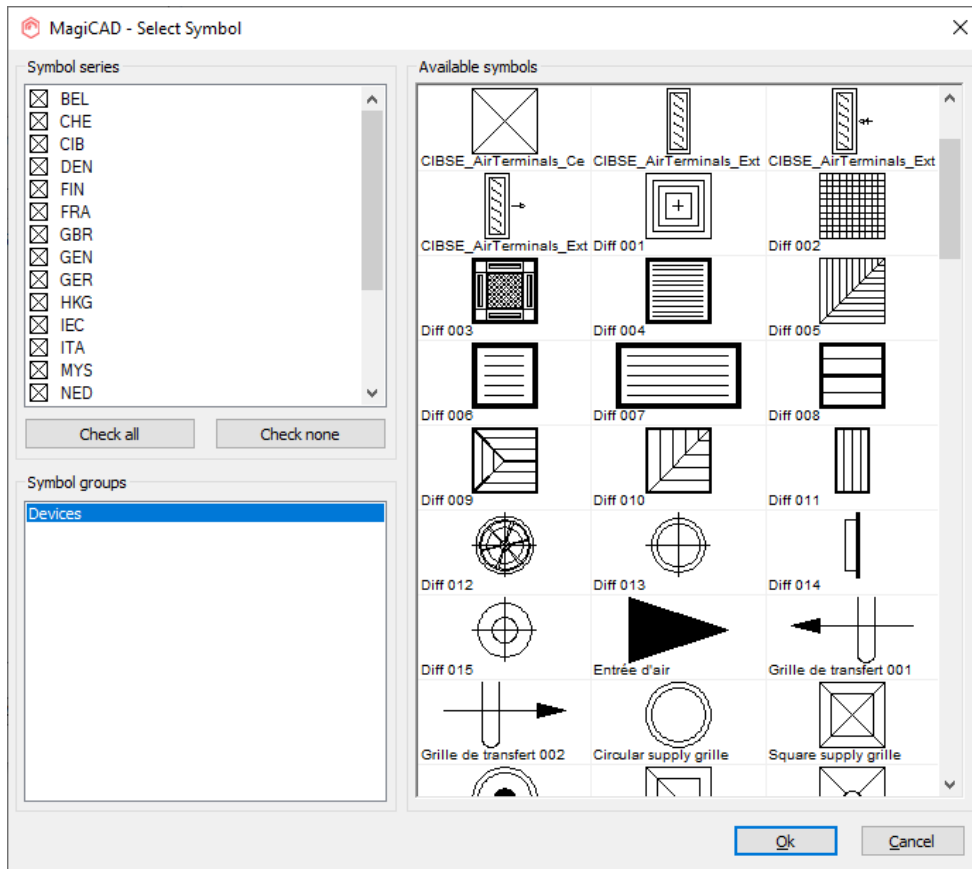 MagiCAD - Select Symbol
Symbol series
BEL
CHE
CIB
DEN
FIN
FRA
GBR
GEN
GER
HKG
IEC
ITA
MYS
NED
Check all
Check none
Symbol groups
Devices
Available symbols
CIBSE_AirTerminals_Ce
CIBSE_AirTerminals_Ext
CIBSE_AirTerminals_Ext
CIBSE_AirTerminals_Ext
Diff 001
Diff 002
Diff 003
Diff 004
Diff 005
Diff 006
Diff 007
Diff 008
Diff 009
Diff 010
Diff 011
Diff 012
Diff 013
Diff 014
Diff 015
Entrée d'air
Grille de transfert 001
Grille de transfert 002
Circular supply grille
Square supply grille
Ok
Cancel